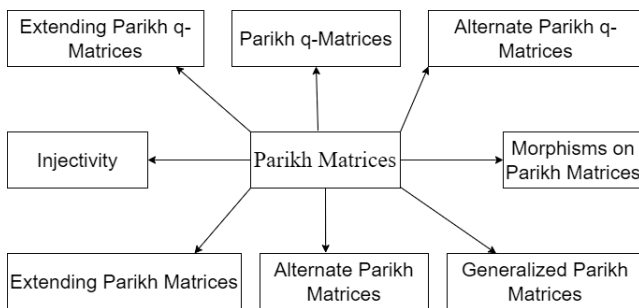 Extending Parikh q-
Matrices
Parikh q-Matrices
Alternate Parikh q-
Matrices
Injectivity
Parikh Matrices
Morphisms on
Parikh Matrices
Extending Parikh Matrices
Alternate Parikh
Matrices
Generalized Parikh
Matrices